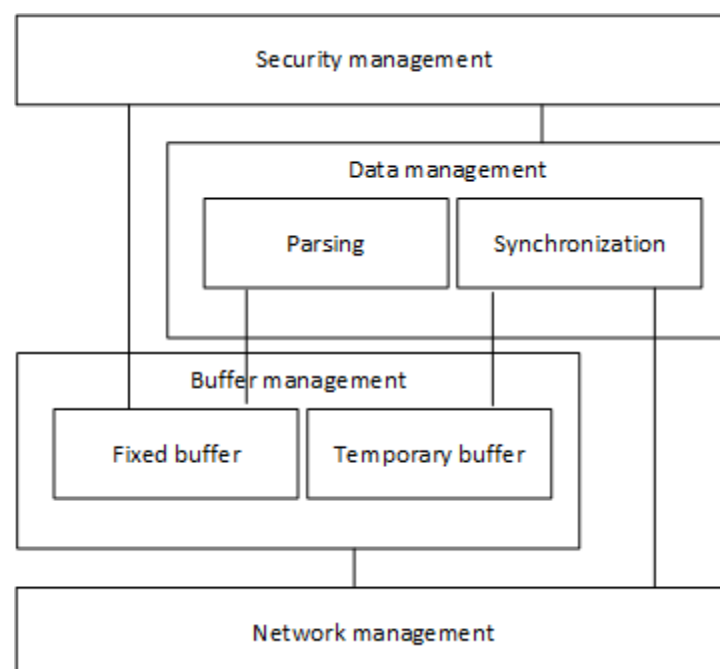 Security management
Data management
Parsing
Synchronization
Buffer management
Fixed buffer
Temporary buffer
Network management